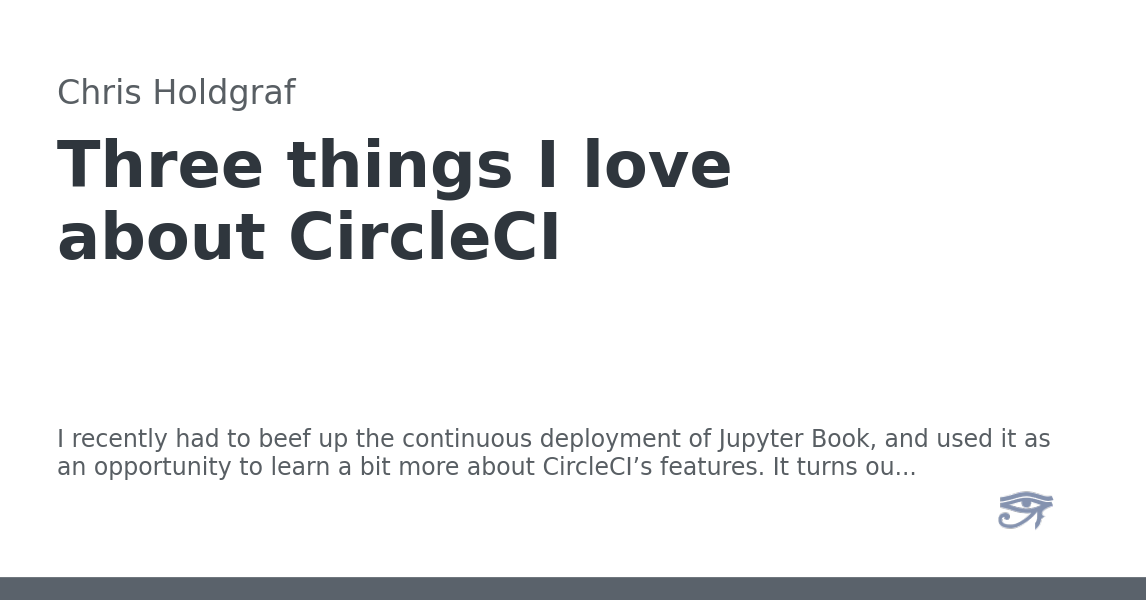 Chris Holdgraf
Three things I love
about CircleCI
I recently had to beef up the continuous deployment of Jupyter Book, and used it as
an opportunity to learn a bit more about CircleCI’s features. It turns ou...